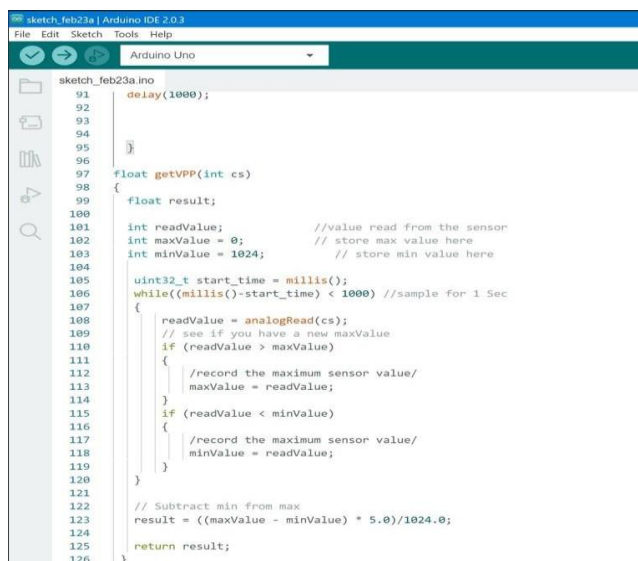 sketch_feb23a | Arduino IDE 2.0.3
File Edit Sketch Tools Help
Arduino Uno
sketch_feb23a.ino
91 delay(1000);
92
93
94
95 }
96
97 float getVPP(int cs)
98 {
99 float result;
100
101 int readValue; //value read from the sensor
102 int maxValue = 0; // store max value here
103 int minValue = 1024; // store min value here
104
105 uint32_t start_time = millis();
106 while((millis()-start_time) < 1000) //sample for 1 Sec
107 {
108 readValue = analogRead(cs);
109 // see if you have a new maxValue
110 if (readValue > maxValue)
111 {
112 /record the maximum sensor value/
113 maxValue = readValue;
114 }
115 if (readValue < minValue)
116 {
117 /record the maximum sensor value/
118 minValue = readValue;
119 }
120 }
121
122 // Subtract min from max
123 result = ((maxValue - minValue) * 5.0)/1024.0;
124
125 return result;
126 }